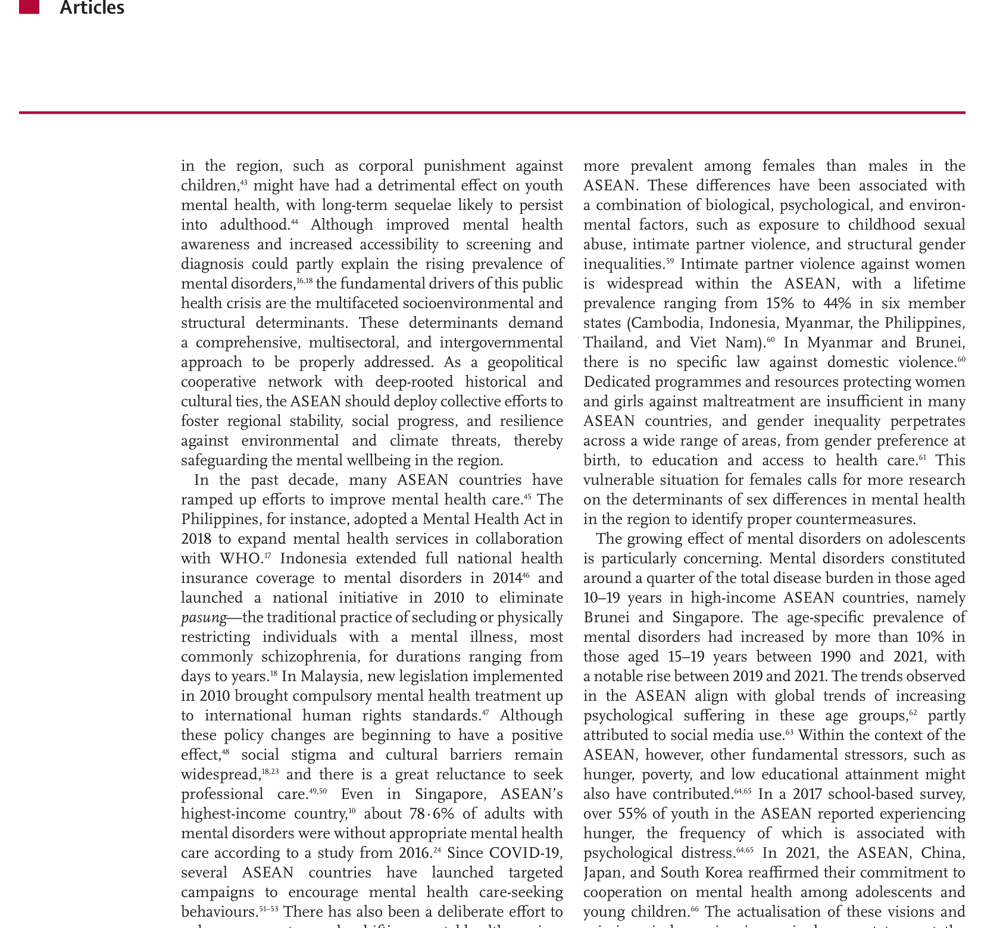 Articles
in the region, such as corporal punishment against
children,43 might have had a detrimental effect on youth
mental health, with long-term sequelae likely to persist
into adulthood.44 Although improved mental health
awareness and increased accessibility to screening and
diagnosis could partly explain the rising prevalence of
mental disorders,16,18 the fundamental drivers of this public
health crisis are the multifaceted socioenvironmental and
structural determinants. These determinants demand
a comprehensive, multisectoral, and intergovernmental
approach to be properly addressed. As a geopolitical
cooperative network with deep-rooted historical and
cultural ties, the ASEAN should deploy collective efforts to
foster regional stability, social progress, and resilience
against environmental and climate threats, thereby
safeguarding the mental wellbeing in the region.
In the past decade, many ASEAN countries have
ramped up efforts to improve mental health care.45 The
Philippines, for instance, adopted a Mental Health Act in
2018 to expand mental health services in collaboration
with WHO.17 Indonesia extended full national health
insurance coverage to mental disorders in 201446 and
launched a national initiative in 2010 to eliminate
pasung—the traditional practice of secluding or physically
restricting individuals with a mental illness, most
commonly schizophrenia, for durations ranging from
days to years.18 In Malaysia, new legislation implemented
in 2010 brought compulsory mental health treatment up
to international human rights standards.47 Although
these policy changes are beginning to have a positive
effect,48 social stigma and cultural barriers remain
widespread,18,23 and there is a great reluctance to seek
professional care.49,50 Even in Singapore, ASEAN’s
highest-income country,10 about 78·6% of adults with
mental disorders were without appropriate mental health
care according to a study from 2016.24 Since COVID-19,
several ASEAN countries have launched targeted
campaigns to encourage mental health care-seeking
behaviours.51–53 There has also been a deliberate effort to
more prevalent among females than males in the
ASEAN. These differences have been associated with
a combination of biological, psychological, and environ-
mental factors, such as exposure to childhood sexual
abuse, intimate partner violence, and structural gender
inequalities.59 Intimate partner violence against women
is widespread within the ASEAN, with a lifetime
prevalence ranging from 15% to 44% in six member
states (Cambodia, Indonesia, Myanmar, the Philippines,
Thailand, and Viet Nam).60 In Myanmar and Brunei,
there is no specific law against domestic violence.60
Dedicated programmes and resources protecting women
and girls against maltreatment are insufficient in many
ASEAN countries, and gender inequality perpetrates
across a wide range of areas, from gender preference at
birth, to education and access to health care.61 This
vulnerable situation for females calls for more research
on the determinants of sex differences in mental health
in the region to identify proper countermeasures.
The growing effect of mental disorders on adolescents
is particularly concerning. Mental disorders constituted
around a quarter of the total disease burden in those aged
10–19 years in high-income ASEAN countries, namely
Brunei and Singapore. The age-specific prevalence of
mental disorders had increased by more than 10% in
those aged 15–19 years between 1990 and 2021, with
a notable rise between 2019 and 2021. The trends observed
in the ASEAN align with global trends of increasing
psychological suffering in these age groups,62 partly
attributed to social media use.63 Within the context of the
ASEAN, however, other fundamental stressors, such as
hunger, poverty, and low educational attainment might
also have contributed.64,65 In a 2017 school-based survey,
over 55% of youth in the ASEAN reported experiencing
hunger, the frequency of which is associated with
psychological distress.64,65 In 2021, the ASEAN, China,
Japan, and South Korea reaffirmed their commitment to
cooperation on mental health among adolescents and
young children.66 The actualisation of these visions and